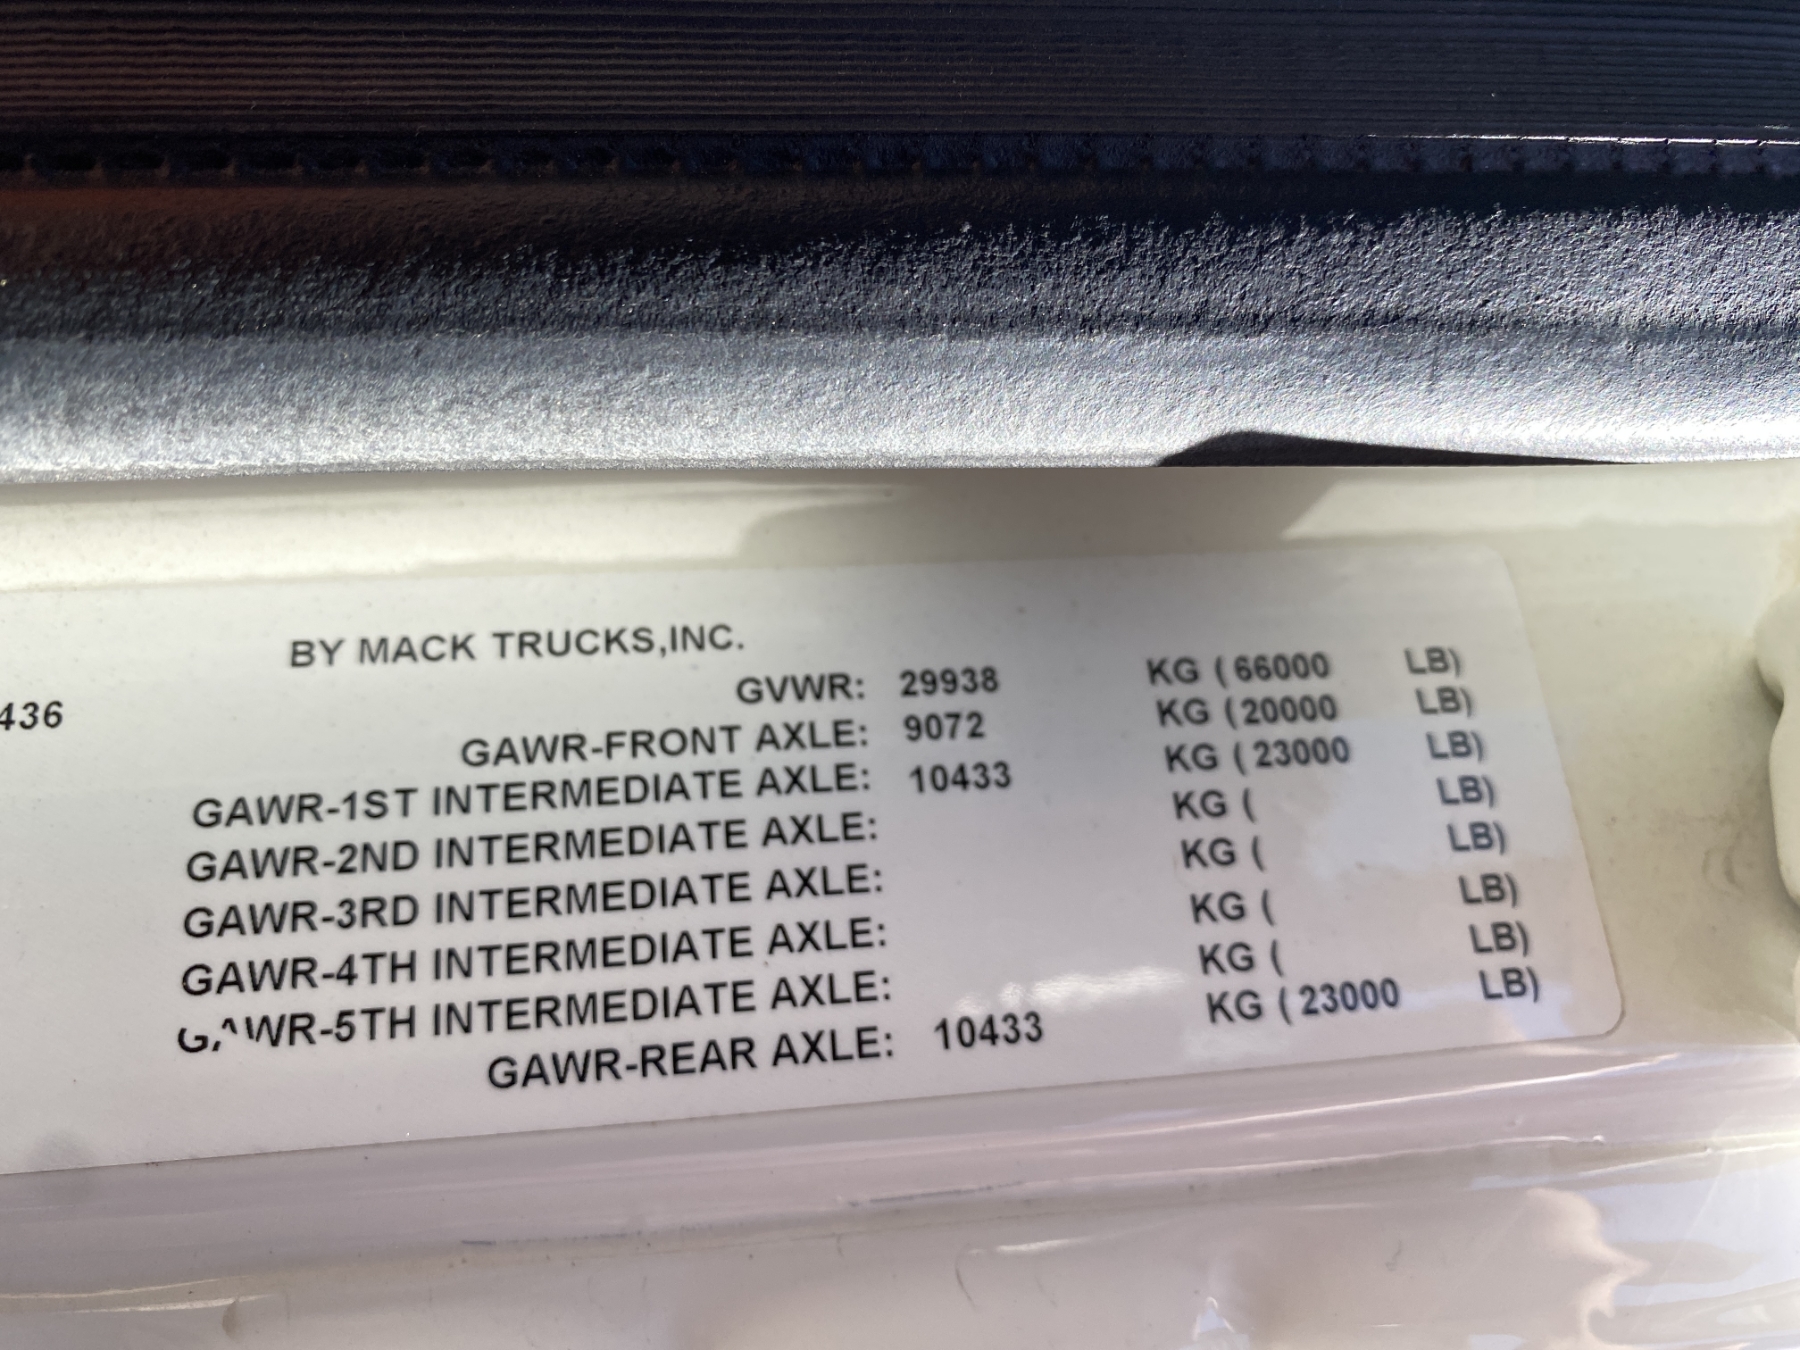 BY MACK TRUCKS,INC.
436
GVWR: 29938 KG (66000 LB)
GAWR-FRONT AXLE: 9072 KG (20000 LB)
GAWR-1ST INTERMEDIATE AXLE: 10433 KG (23000 LB)
GAWR-2ND INTERMEDIATE AXLE: KG ( LB)
GAWR-3RD INTERMEDIATE AXLE: KG ( LB)
GAWR-4TH INTERMEDIATE AXLE: KG ( LB)
GAWR-5TH INTERMEDIATE AXLE: KG ( LB)
GAWR-REAR AXLE: 10433 KG (23000 LB)